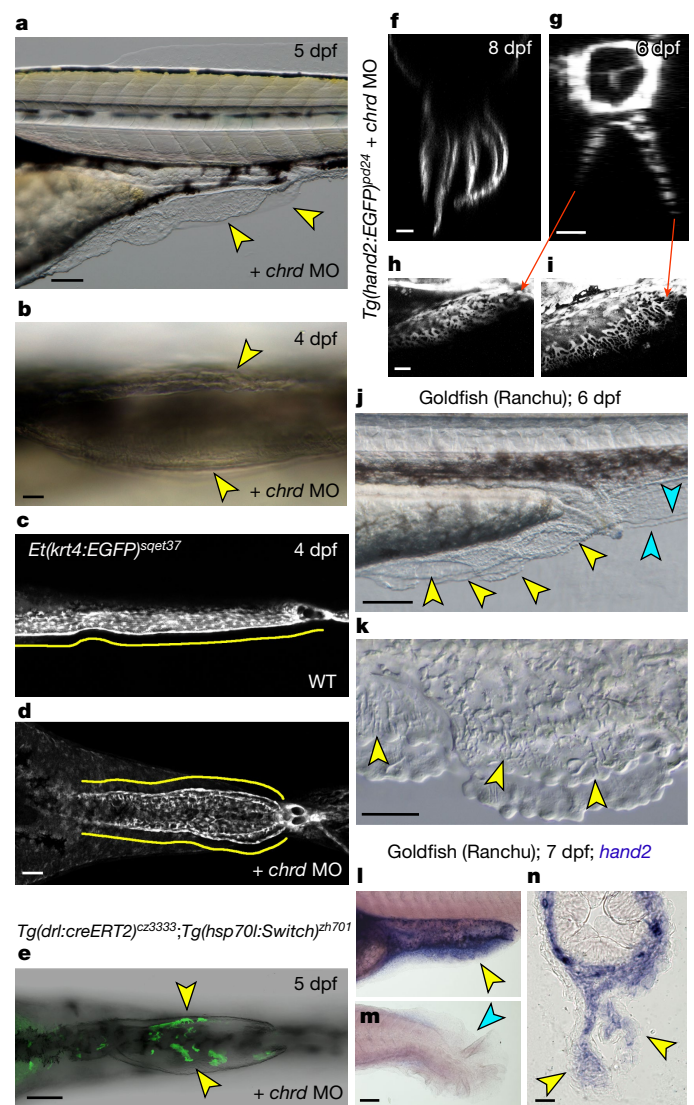 a
5 dpf
+ chrd MO
b
4 dpf
+ chrd MO
c
Et(krt4:EGFP)sqet37
4 dpf
WT
d
+ chrd MO
Tg(drl:creERT2)cz3333;Tg(hsp70l:Switch)zh701
e
5 dpf
+ chrd MO
Tg(hand2:EGFP)pd24 + chrd MO
f
8 dpf
g
6 dpf
h
i
j
Goldfish (Ranchu); 6 dpf
k
Goldfish (Ranchu); 7 dpf; hand2
l
m
n